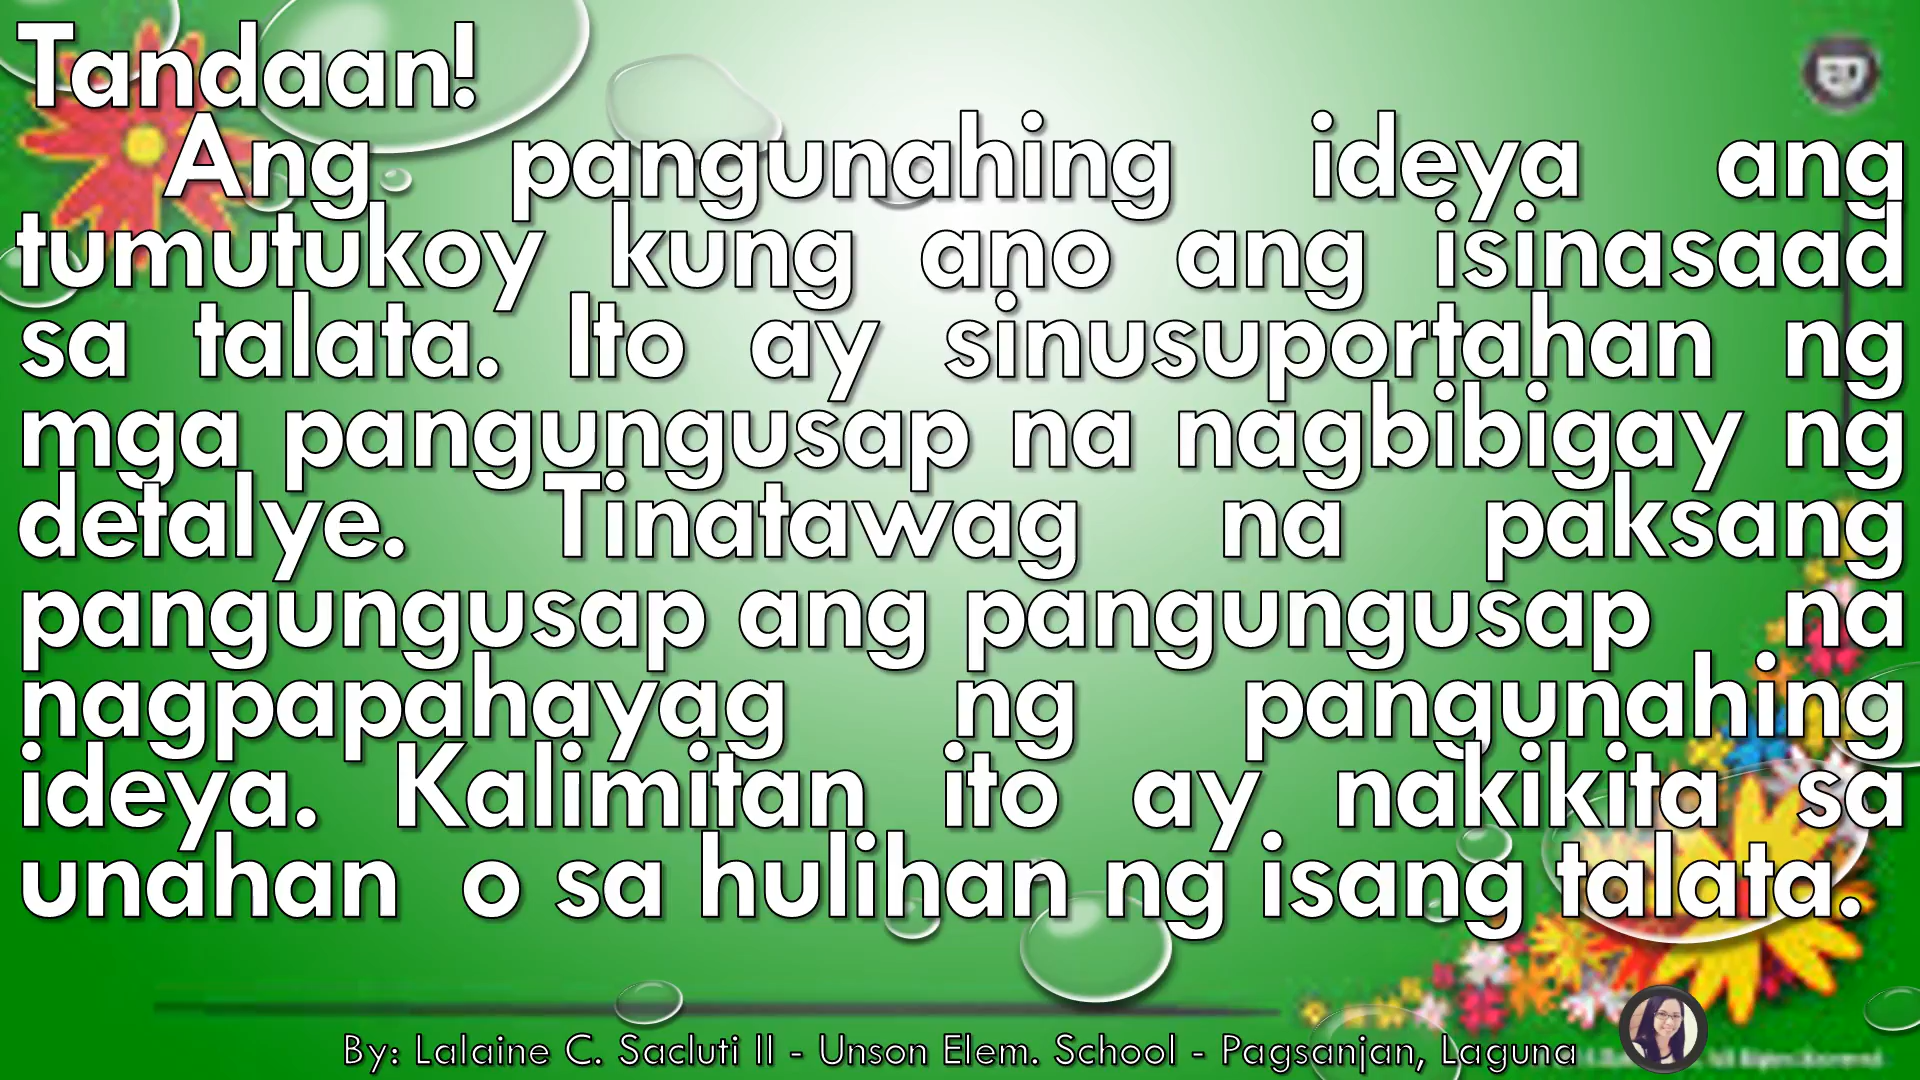 Tandaan!
Ang pangunahing ideya ang
tumutukoy kung ano ang isinasaad
sa talata. Ito ay sinusuportahan ng
mga pangungusap na nagbibigay ng
detalye. Tinatawag na paksang
pangungusap ang pangungusap na
nagpapahayag ng pangunahing
ideya. Kalimitan ito ay nakikita sa
unahan o sa hulihan ng isang talata.
By: Lalaine C. Sacluti II - Unson Elem. School - Pagsanjan, Laguna